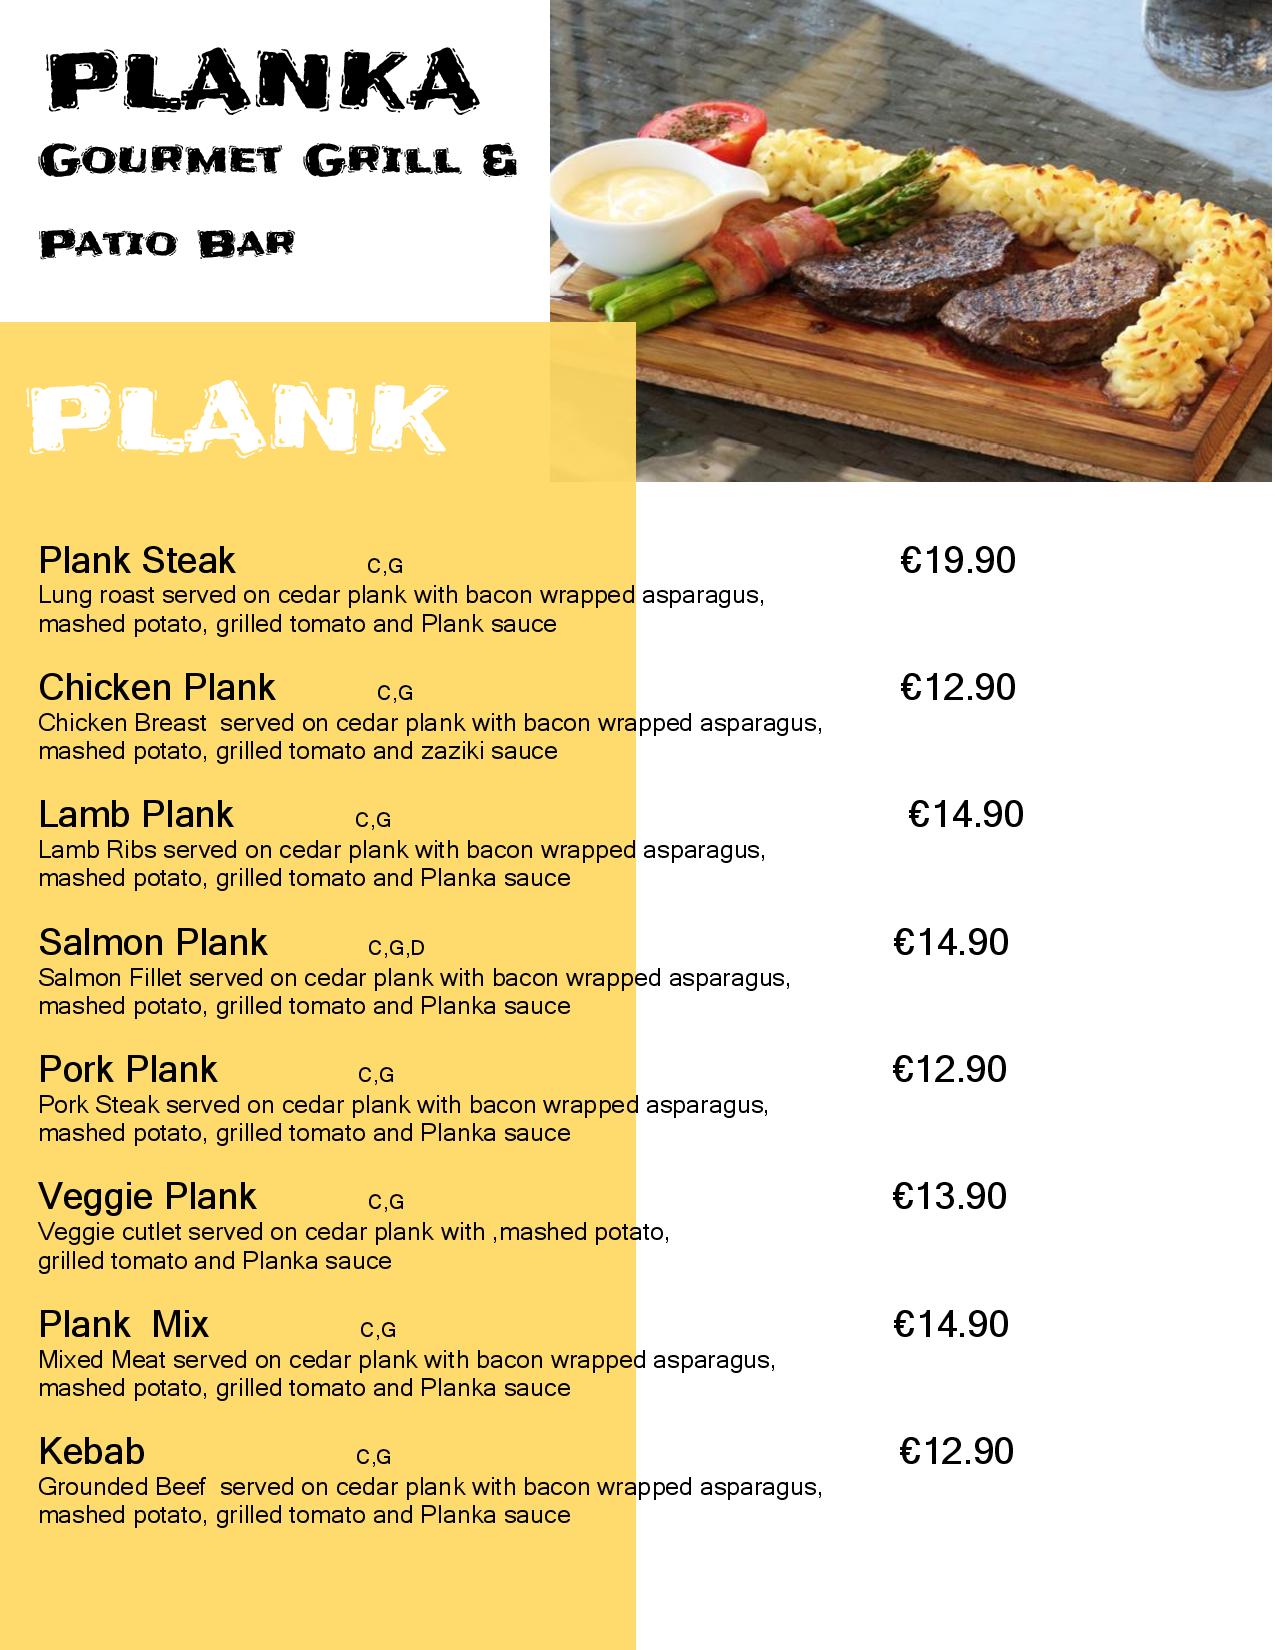 PLANKA
GOURMET GRILL &
PATIO BAR
PLANK
Plank Steak C,G €19.90
Lung roast served on cedar plank with bacon wrapped asparagus,
mashed potato, grilled tomato and Plank sauce
Chicken Plank C,G €12.90
Chicken Breast  served on cedar plank with bacon wrapped asparagus,
mashed potato, grilled tomato and zaziki sauce
Lamb Plank C,G €14.90
Lamb Ribs served on cedar plank with bacon wrapped asparagus,
mashed potato, grilled tomato and Planka sauce
Salmon Plank C,G,D €14.90
Salmon Fillet served on cedar plank with bacon wrapped asparagus,
mashed potato, grilled tomato and Planka sauce
Pork Plank C,G €12.90
Pork Steak served on cedar plank with bacon wrapped asparagus,
mashed potato, grilled tomato and Planka sauce
Veggie Plank C,G €13.90
Veggie cutlet served on cedar plank with ,mashed potato,
grilled tomato and Planka sauce
Plank  Mix C,G €14.90
Mixed Meat served on cedar plank with bacon wrapped asparagus,
mashed potato, grilled tomato and Planka sauce
Kebab C,G €12.90
Grounded Beef  served on cedar plank with bacon wrapped asparagus,
mashed potato, grilled tomato and Planka sauce